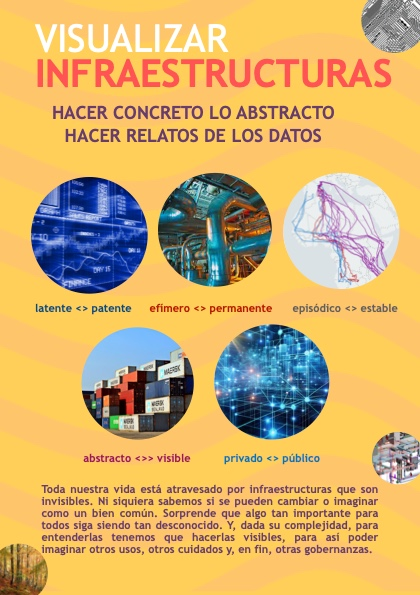 VISUALIZAR
INFRAESTRUCTURAS
HACER CONCRETO LO ABSTRACTO
HACER RELATOS DE LOS DATOS
latente <> patente
efímero <> permanente
episódico <> estable
MAERSK
MAERSK
abstracto <>> visible
privado <> público
Toda nuestra vida está atravesado por infraestructuras que son
invisibles. Ni siquiera sabemos si se pueden cambiar o imaginar
como un bien común. Sorprende que algo tan importante para
todos siga siendo tan desconocido. Y, dada su complejidad, para
entenderlas tenemos que hacerlas visibles, para así poder
imaginar otros usos, otros cuidados y, en fin, otras gobernanzas.